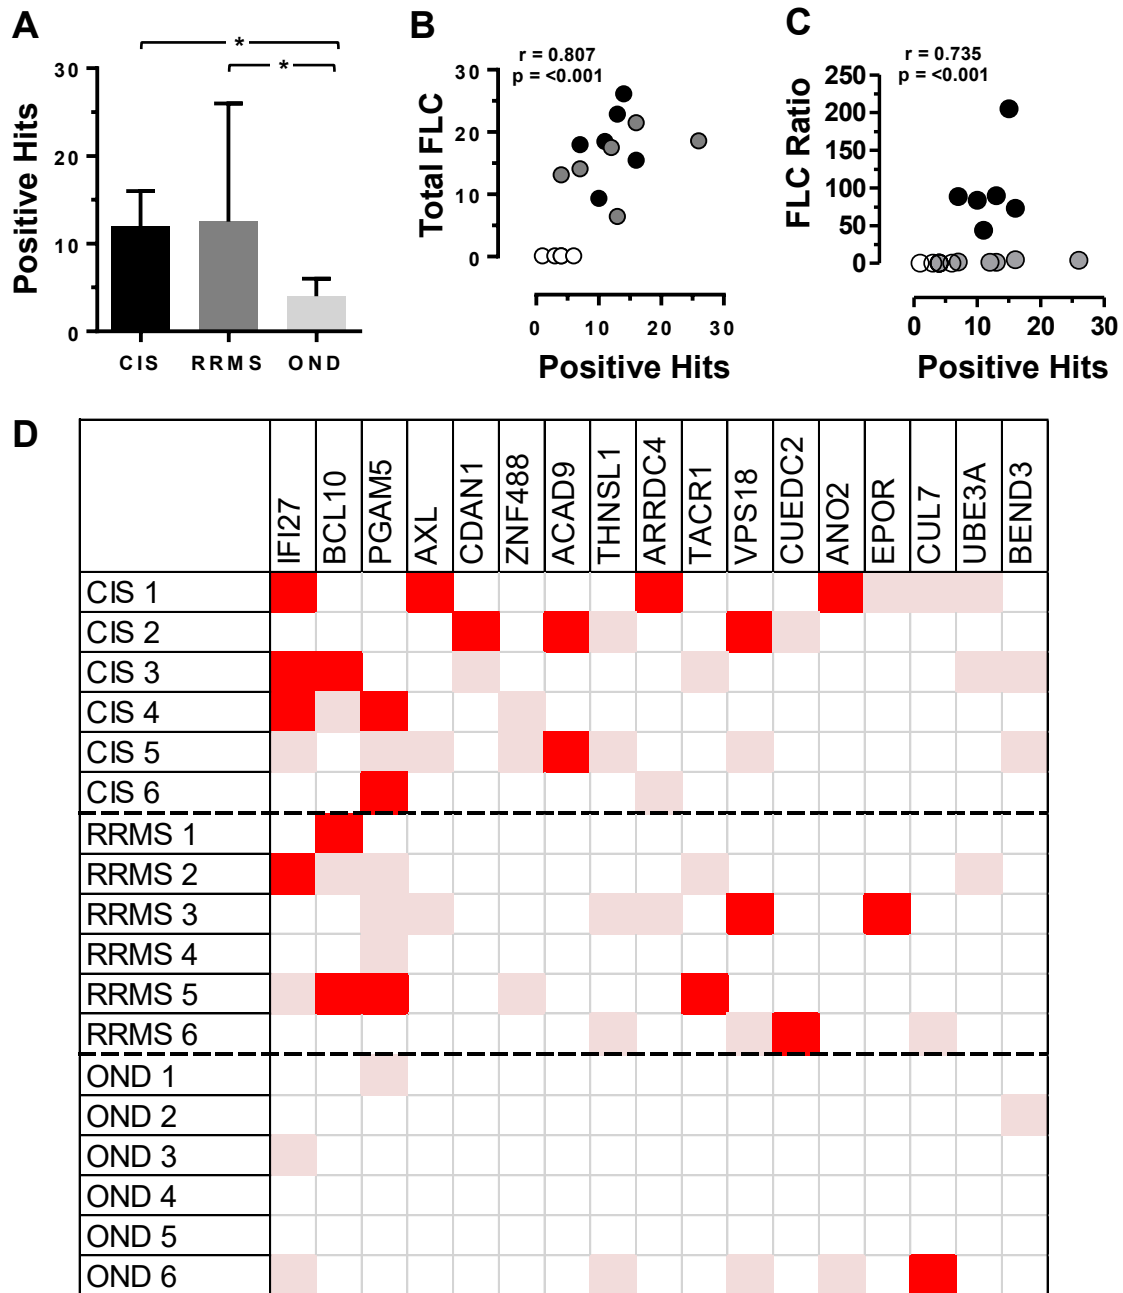 A
*
*
30
20
10
0
Positive Hits
CIS RRMS OND
B
r = 0.807
p = <0.001
30
20
10
0
Total FLC
0 10 20 30
Positive Hits
C
r = 0.735
p = <0.001
250
200
150
100
50
0
FLC Ratio
0 10 20 30
Positive Hits
D
IFI27 BCL10 PGAM5 AXL CDAN1 ZNF488 ACAD9 THNSL1 ARRDC4 TACR1 VPS18 CUEDC2 ANO2 EPOR CUL7 UBE3A BEND3
CIS 1
CIS 2
CIS 3
CIS 4
CIS 5
CIS 6
RRMS 1
RRMS 2
RRMS 3
RRMS 4
RRMS 5
RRMS 6
OND 1
OND 2
OND 3
OND 4
OND 5
OND 6